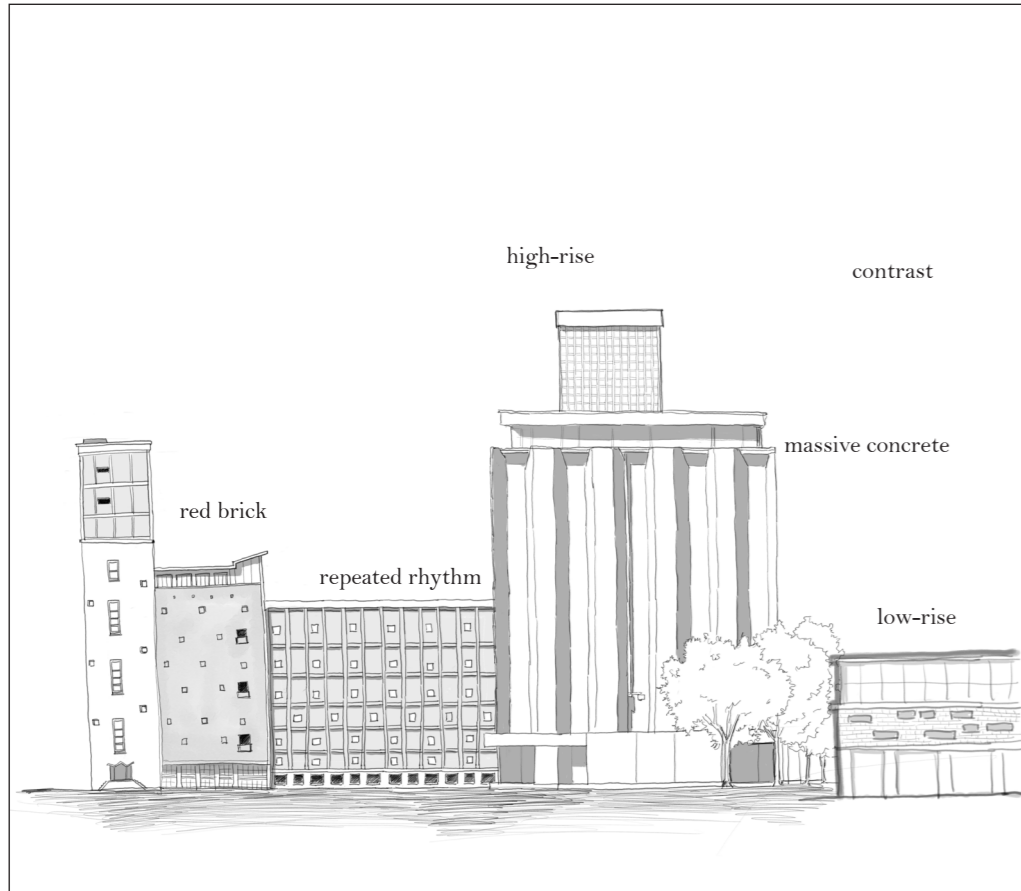 high-rise
contrast
massive concrete
red brick
repeated rhythm
low-rise